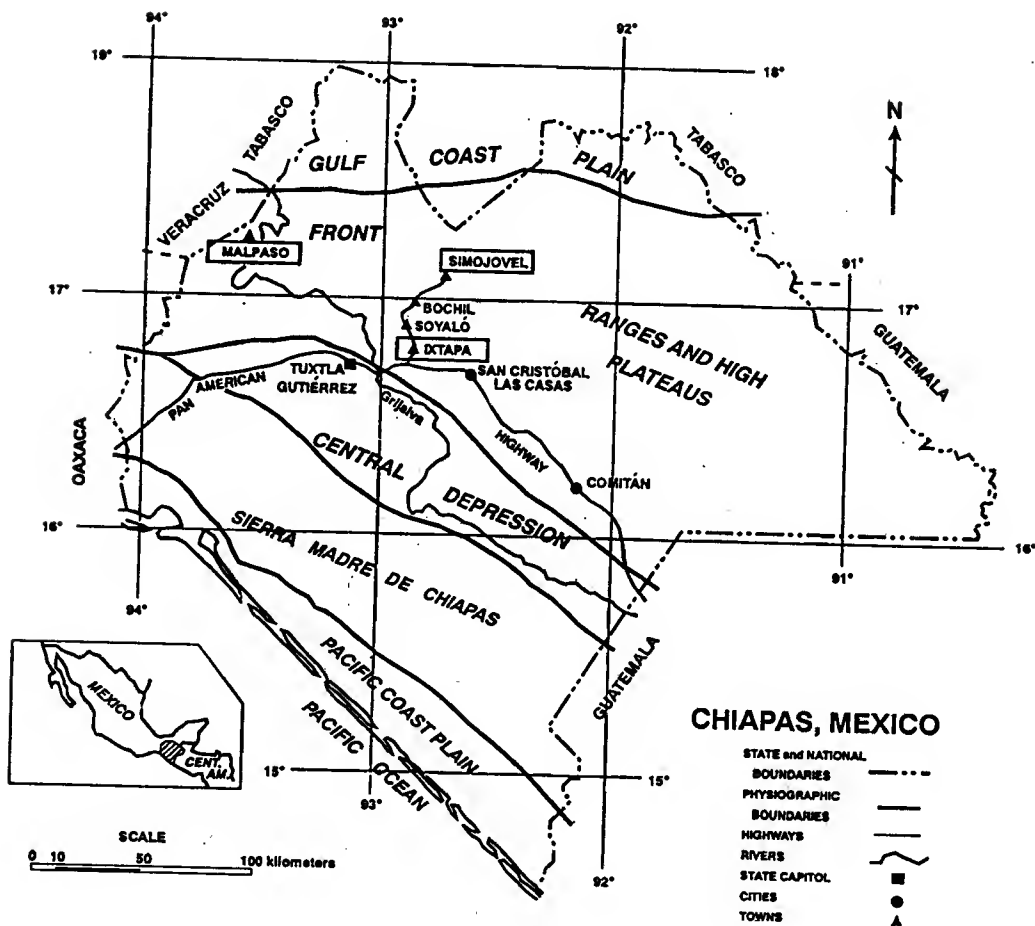 94°
93°
92°
19°
18°
N
TABASCO
GULF
COAST
PLAIN
TABASCO
VERACRUZ
FRONT
MALPASO
SIMOJOVEL
91°
17°
17°
BOCHIL
SOYALÓ
IXTAPA
RANGES AND HIGH
PLATEAUS
GUATEMALA
TUXTLA
GUTIÉRREZ
SAN CRISTÓBAL
LAS CASAS
PAN AMERICAN
HIGHWAY
Grijalva
OAXACA
CENTRAL
DEPRESSION
COMITÁN
16°
16°
SIERRA MADRE DE CHIAPAS
91°
94°
GUATEMALA
PACIFIC COAST PLAIN
PACIFIC
OCEAN
MEXICO
CENT.
AM.
15°
15°
93°
92°
CHIAPAS, MEXICO
STATE and NATIONAL
BOUNDARIES
PHYSIOGRAPHIC
BOUNDARIES
HIGHWAYS
RIVERS
STATE CAPITOL
CITIES
TOWNS
SCALE
0 10 50 100 kilometers